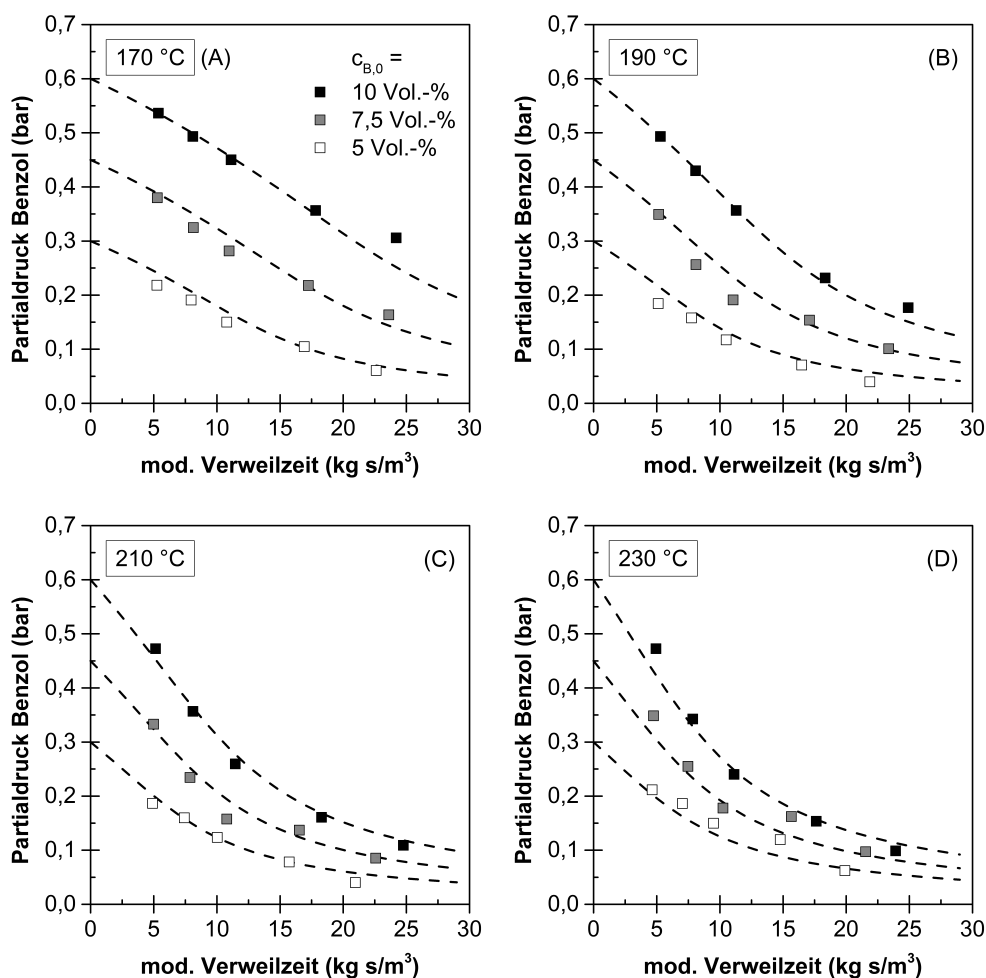 170 °C
(A)
c_B,0 =
10 Vol.-%
7,5 Vol.-%
5 Vol.-%
Partialdruck Benzol (bar)
0,7
0,6
0,5
0,4
0,3
0,2
0,1
0,0
0 5 10 15 20 25 30
mod. Verweilzeit (kg s/m³)
190 °C
(B)
Partialdruck Benzol (bar)
0,7
0,6
0,5
0,4
0,3
0,2
0,1
0,0
0 5 10 15 20 25 30
mod. Verweilzeit (kg s/m³)
210 °C
(C)
Partialdruck Benzol (bar)
0,7
0,6
0,5
0,4
0,3
0,2
0,1
0,0
0 5 10 15 20 25 30
mod. Verweilzeit (kg s/m³)
230 °C
(D)
Partialdruck Benzol (bar)
0,7
0,6
0,5
0,4
0,3
0,2
0,1
0,0
0 5 10 15 20 25 30
mod. Verweilzeit (kg s/m³)